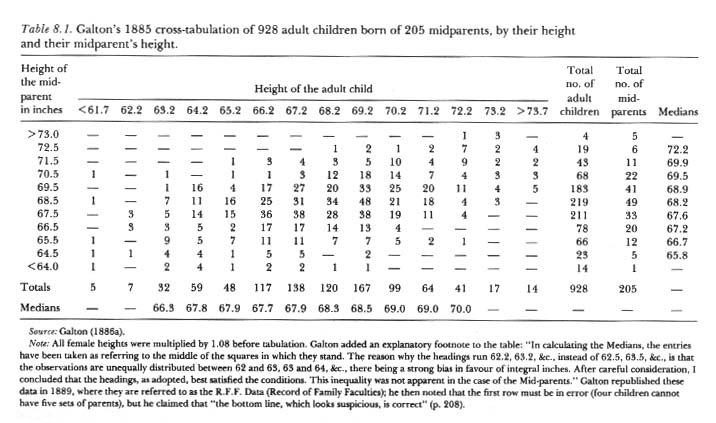 Table 8.1. Galton's 1885 cross-tabulation of 928 adult children born of 205 midparents, by their height
and their midparent's height.
Height of the mid-parent in inches Height of the adult child Total no. of adult children Total no. of mid-parents Medians
<61.7 62.2 63.2 64.2 65.2 66.2 67.2 68.2 69.2 70.2 71.2 72.2 73.2 >73.7
>73.0 — — — — — — — — — — — 1 3 — 4 5 —
72.5 — — — — — — — 1 2 1 2 7 2 4 19 6 72.2
71.5 — — — — 1 3 4 3 5 10 4 9 2 2 43 11 69.9
70.5 1 — 1 — 1 1 3 12 18 14 7 4 3 3 68 22 69.5
69.5 — — 1 16 4 17 27 20 33 25 20 11 4 5 183 41 68.9
68.5 1 — 7 11 16 25 31 34 48 21 18 4 3 — 219 49 68.2
67.5 — 3 5 14 15 36 38 28 38 19 11 4 — — 211 33 67.6
66.5 — 3 3 5 2 17 17 14 13 4 — — — — 78 20 67.2
65.5 1 — 9 5 7 11 11 7 7 5 2 1 — — 66 12 66.7
64.5 1 1 4 4 1 5 5 — 2 — — — — — 23 5 65.8
<64.0 1 — 2 4 1 2 2 1 1 — — — — — 14 1 —
Totals 5 7 32 59 48 117 138 120 167 99 64 41 17 14 928 205 —
Medians — — 66.3 67.8 67.9 67.7 67.9 68.3 68.5 69.0 69.0 70.0 — — — — —
Source: Galton (1886a).
Note: All female heights were multiplied by 1.08 before tabulation. Galton added an explanatory footnote to the table: "In calculating the Medians, the entries
have been taken as referring to the middle of the squares in which they stand. The reason why the headings run 62.2, 63.2, &c., instead of 62.5, 63.5, &c., is that
the observations are unequally distributed between 62 and 63, 63 and 64, &c., there being a strong bias in favour of integral inches. After careful consideration, I
concluded that the headings, as adopted, best satisfied the conditions. This inequality was not apparent in the case of the Mid-parents." Galton republished these
data in 1889, where they are referred to as the R.F.F. Data (Record of Family Faculties); he then noted that the first row must be in error (four children cannot
have five sets of parents), but he claimed that "the bottom line, which looks suspicious, is correct" (p. 208).